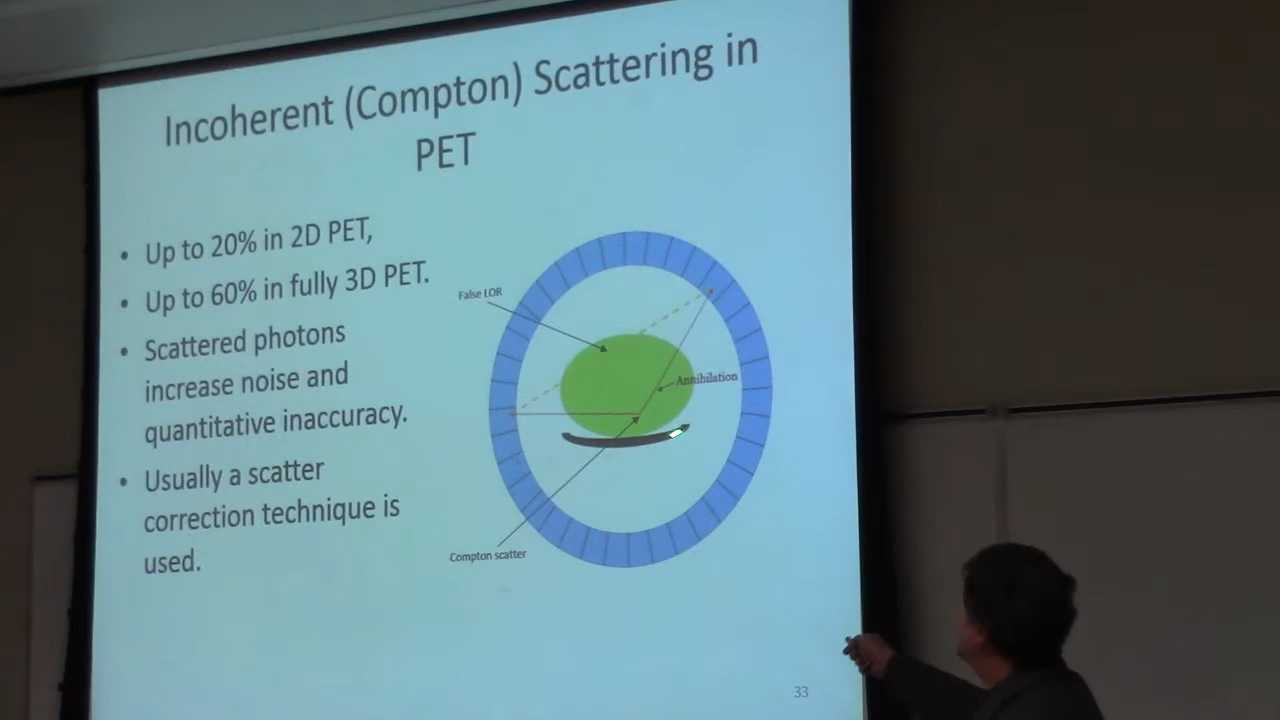 Incoherent (Compton) Scattering in
PET
• Up to 20% in 2D PET,
• Up to 60% in fully 3D PET.
• Scattered photons
increase noise and
quantitative inaccuracy.
• Usually a scatter
correction technique is
used.
False LOR
Annihilation
Compton scatter
33